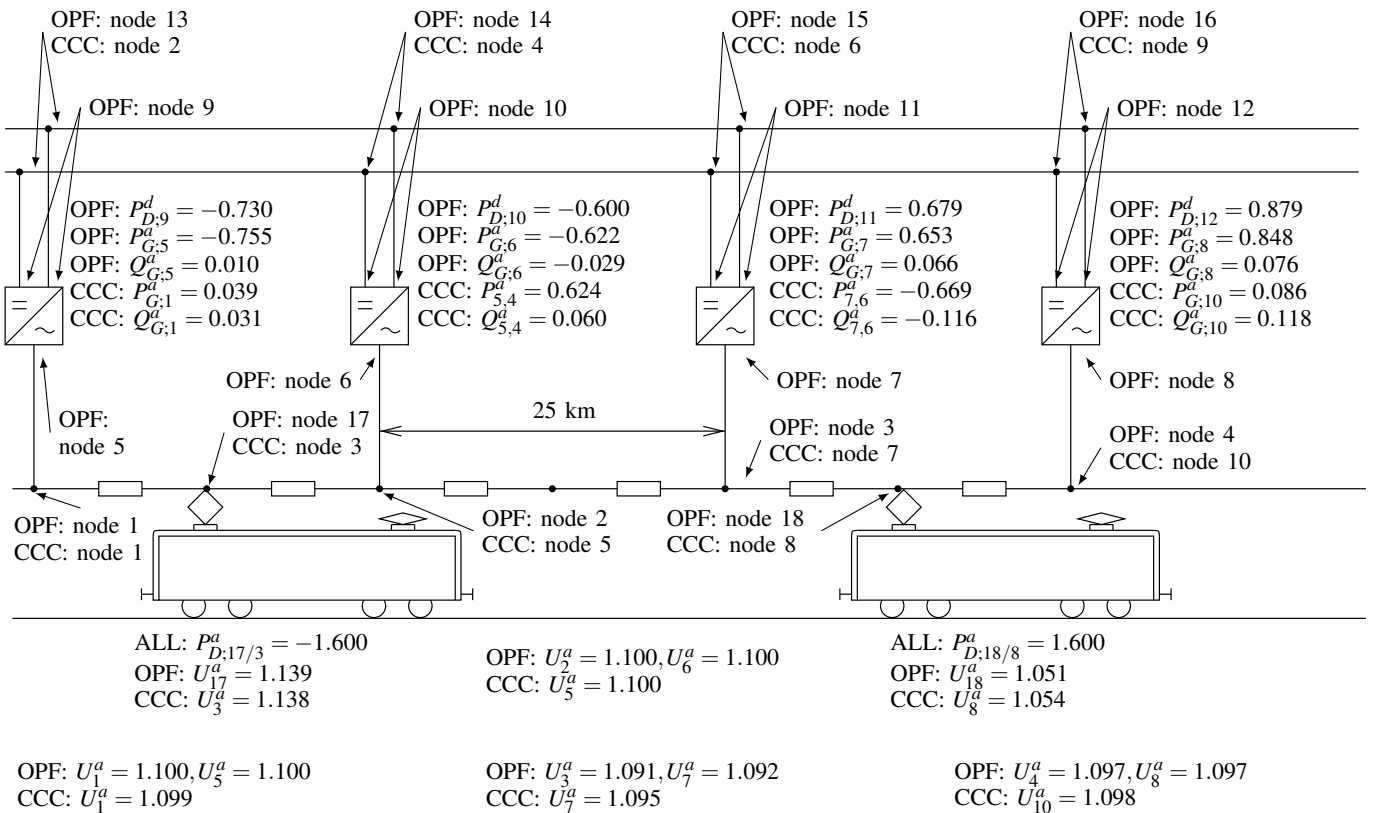 OPF: node 13
CCC: node 2
OPF: node 14
CCC: node 4
OPF: node 15
CCC: node 6
OPF: node 16
CCC: node 9
OPF: node 9
OPF: node 10
OPF: node 11
OPF: node 12
OPF: P^d_{D;9} = −0.730
OPF: P^a_{G;5} = −0.755
OPF: Q^a_{G;5} = 0.010
CCC: P^a_{G;1} = 0.039
CCC: Q^a_{G;1} = 0.031
OPF: P^d_{D;10} = −0.600
OPF: P^a_{G;6} = −0.622
OPF: Q^a_{G;6} = −0.029
CCC: P^a_{5,4} = 0.624
CCC: Q^a_{5,4} = 0.060
OPF: P^d_{D;11} = 0.679
OPF: P^a_{G;7} = 0.653
OPF: Q^a_{G;7} = 0.066
CCC: P^a_{7,6} = −0.669
CCC: Q^a_{7,6} = −0.116
OPF: P^d_{D;12} = 0.879
OPF: P^a_{G;8} = 0.848
OPF: Q^a_{G;8} = 0.076
CCC: P^a_{G;10} = 0.086
CCC: Q^a_{G;10} = 0.118
OPF: node 6
OPF: node 7
OPF: node 8
OPF:
node 5
OPF: node 17
CCC: node 3
25 km
OPF: node 3
CCC: node 7
OPF: node 4
CCC: node 10
OPF: node 1
CCC: node 1
OPF: node 2
CCC: node 5
OPF: node 18
CCC: node 8
ALL: P^a_{D;17/3} = −1.600
OPF: U^a_{17} = 1.139
CCC: U^a_3 = 1.138
OPF: U^a_2 = 1.100, U^a_6 = 1.100
CCC: U^a_5 = 1.100
ALL: P^a_{D;18/8} = 1.600
OPF: U^a_{18} = 1.051
CCC: U^a_8 = 1.054
OPF: U^a_1 = 1.100, U^a_5 = 1.100
CCC: U^a_1 = 1.099
OPF: U^a_3 = 1.091, U^a_7 = 1.092
CCC: U^a_7 = 1.095
OPF: U^a_4 = 1.097, U^a_8 = 1.097
CCC: U^a_{10} = 1.098